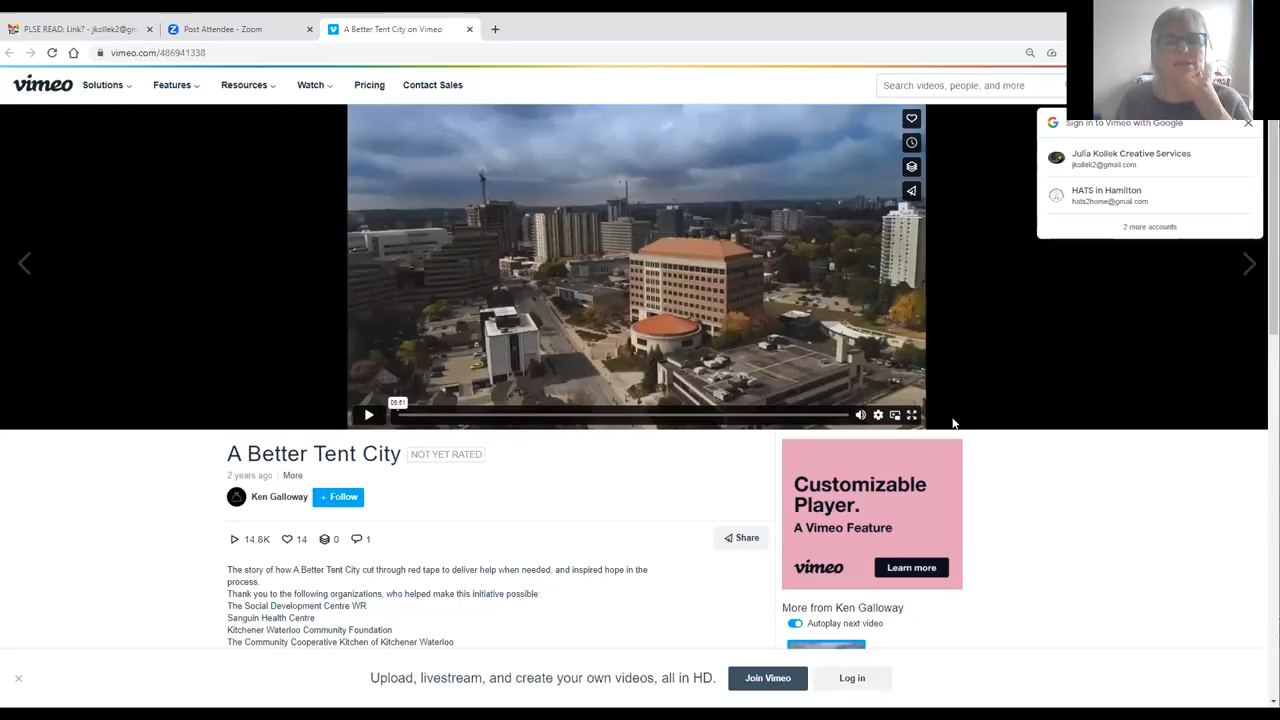 PLSE READ: Link? - jkollek2@gm
Post Attendee - Zoom
A Better Tent City on Vimeo
vimeo.com/486941338
vimeo
Solutions
Features
Resources
Watch
Pricing
Contact Sales
Search videos, people, and more
Sign in to Vimeo with Google
Julia Kollek Creative Services
jkollek2@gmail.com
HATS in Hamilton
hats2home@gmail.com
2 more accounts
05:51
A Better Tent City
NOT YET RATED
2 years ago
More
Ken Galloway
+ Follow
14.8K
14
0
1
Share
The story of how A Better Tent City cut through red tape to deliver help when needed, and inspired hope in the
process.
Thank you to the following organizations, who helped make this initiative possible:
The Social Development Centre WR
Sanguin Health Centre
Kitchener Waterloo Community Foundation
The Community Cooperative Kitchen of Kitchener Waterloo
Customizable
Player.
A Vimeo Feature
vimeo
Learn more
More from Ken Galloway
Autoplay next video
Upload, livestream, and create your own videos, all in HD.
Join Vimeo
Log in